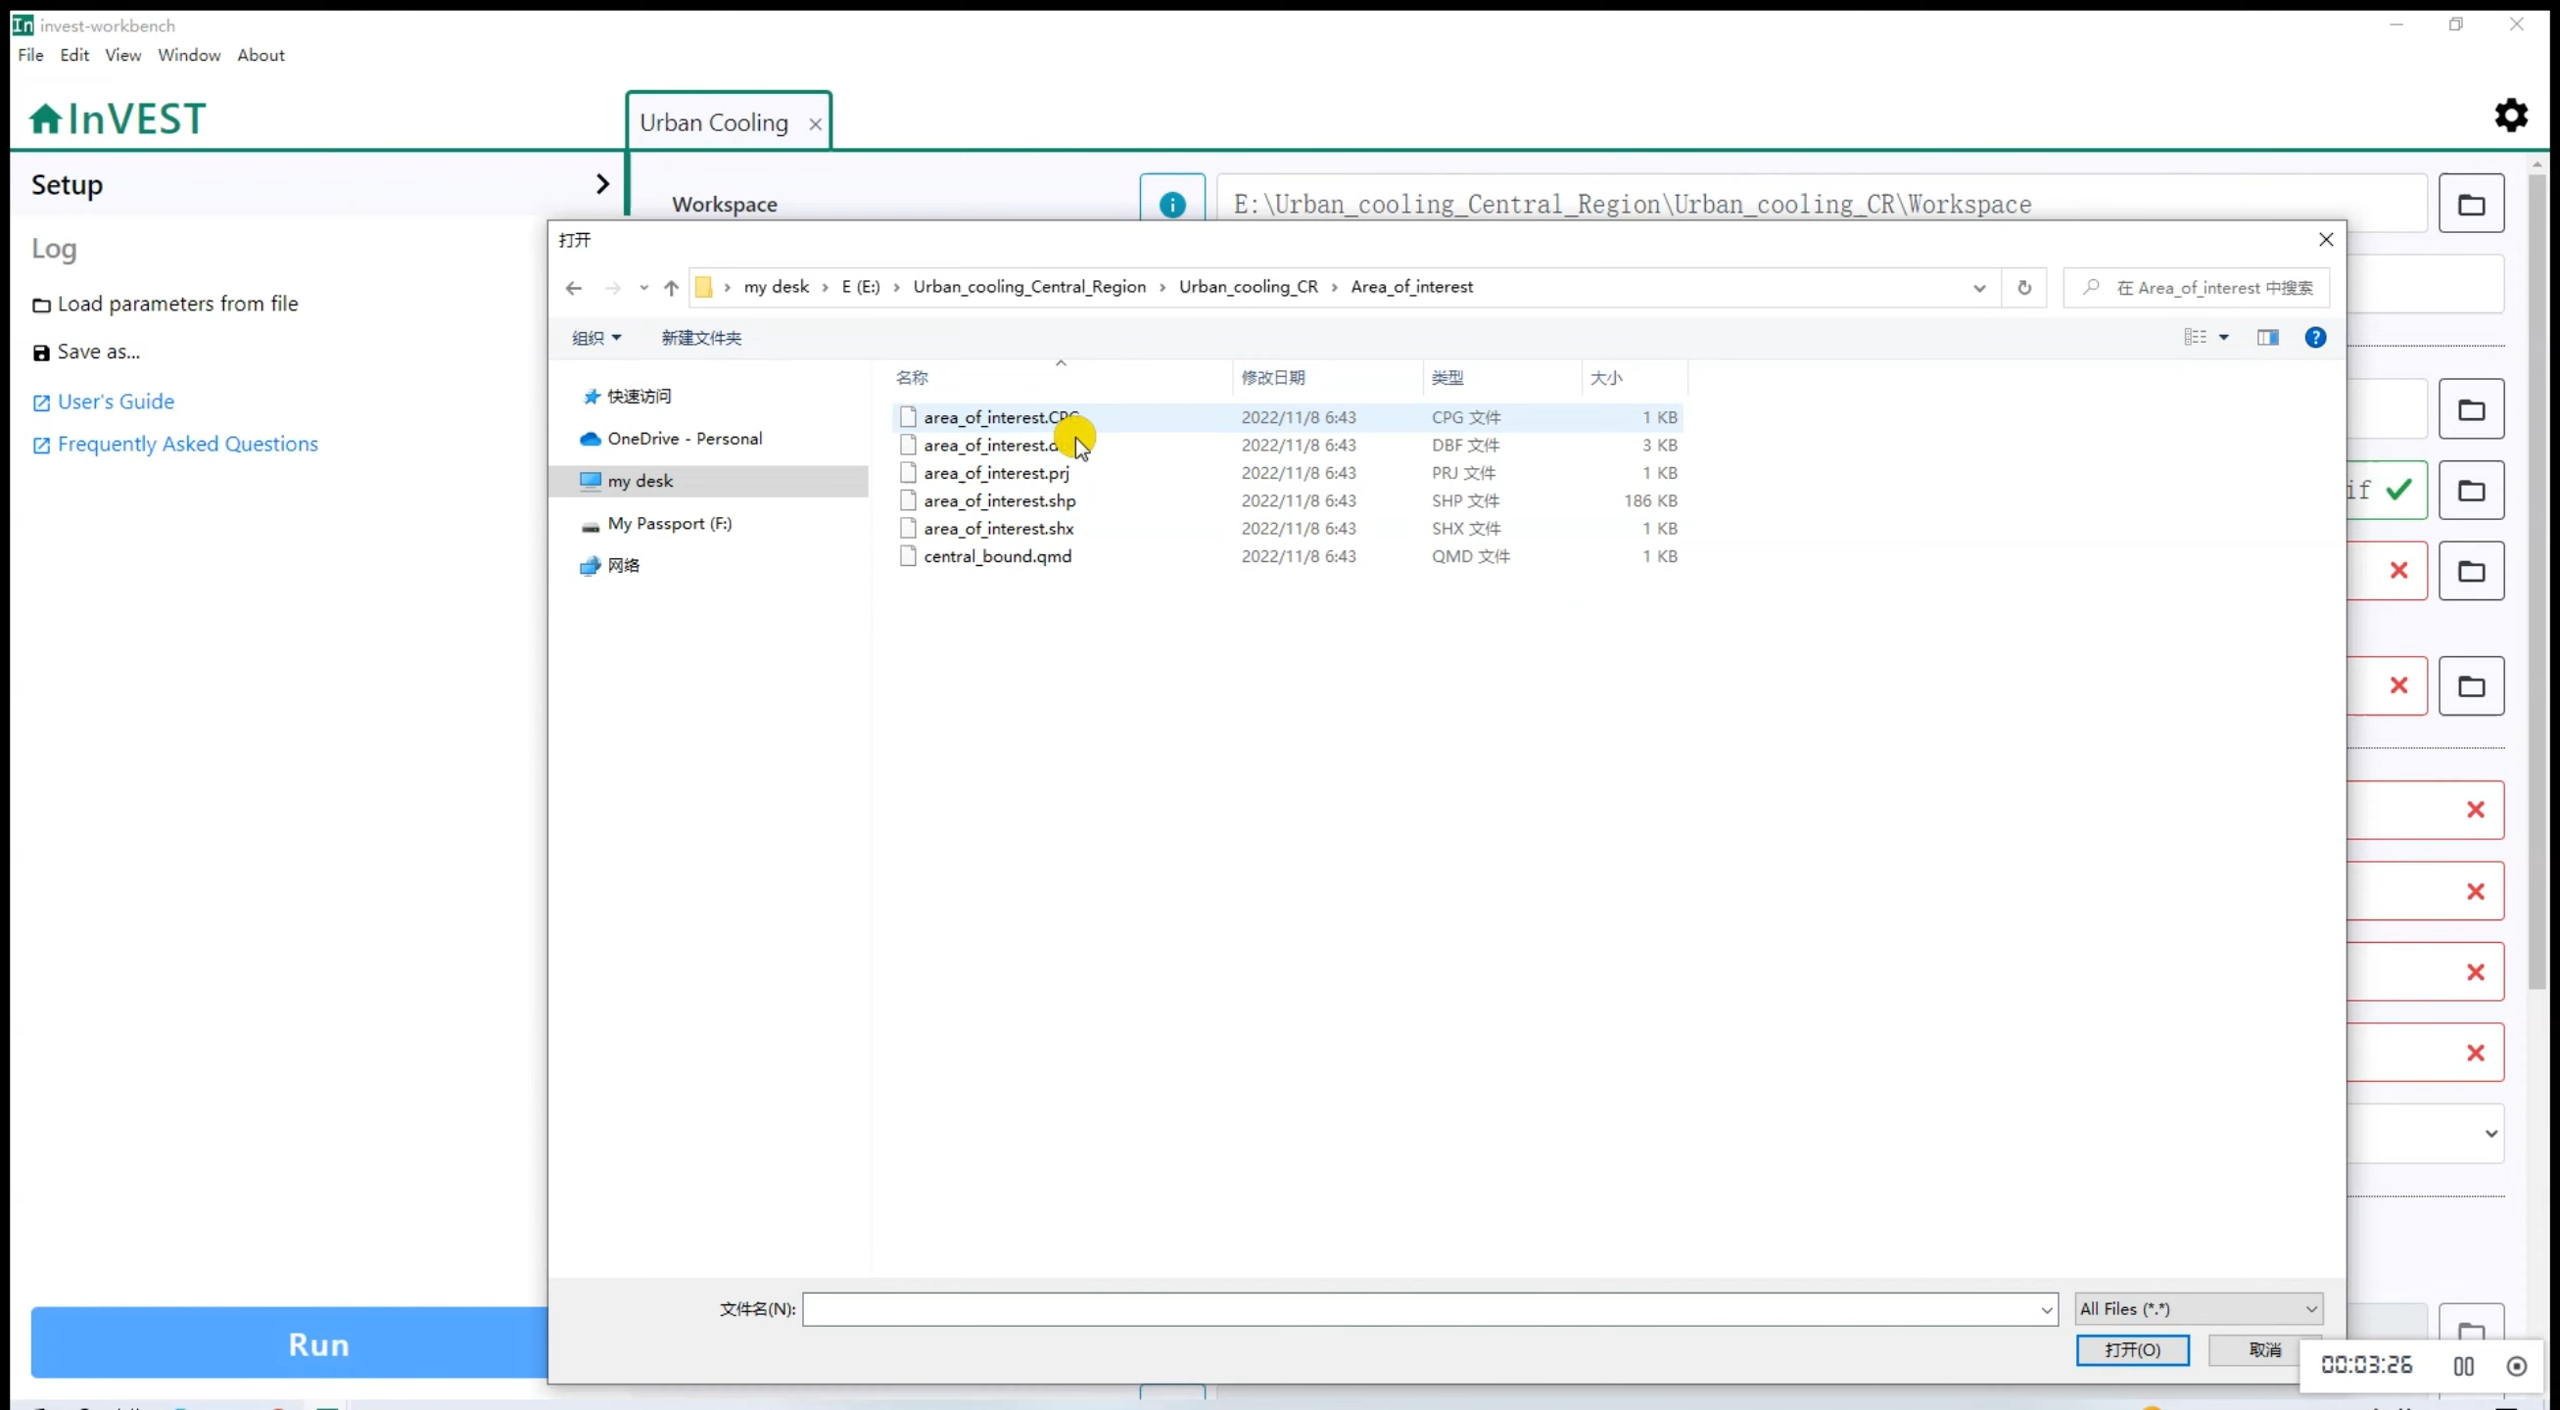 invest-workbench
File Edit View Window About
InVEST
Urban Cooling
Setup
Workspace
E:\Urban_cooling_Central_Region\Urban_cooling_CR\Workspace
Log
Load parameters from file
Save as...
User's Guide
Frequently Asked Questions
Run
打开
my desk › E (E:) › Urban_cooling_Central_Region › Urban_cooling_CR › Area_of_interest
在 Area_of_interest 中搜索
组织 新建文件夹
快速访问
OneDrive - Personal
my desk
My Passport (F:)
网络
名称 修改日期 类型 大小
area_of_interest.CPG 2022/11/8 6:43 CPG 文件 1 KB
2022/11/8 6:43 DBF 文件 3 KB
area_of_interest.prj 2022/11/8 6:43 PRJ 文件 1 KB
area_of_interest.shp 2022/11/8 6:43 SHP 文件 186 KB
area_of_interest.shx 2022/11/8 6:43 SHX 文件 1 KB
central_bound.qmd 2022/11/8 6:43 QMD 文件 1 KB
if
文件名(N):
All Files (*.*)
打开(O) 取消
00:03:26